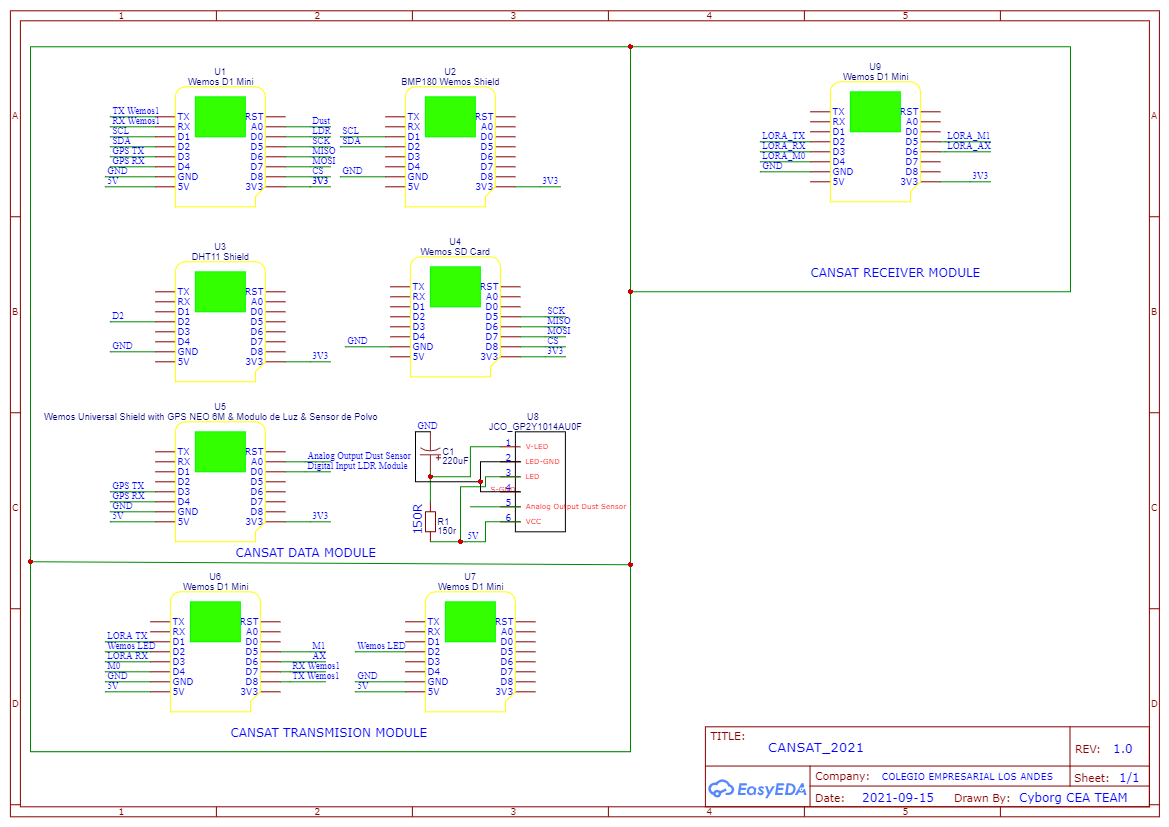 1 2 3 4 5
A
B
C
D
A
B
C
D
U1
Wemos D1 Mini
TX Wemos1
RX Wemos1
SCL
SDA
GPS TX
GPS RX
GND
5V
TX
RX
D1
D2
D3
D4
GND
5V
RST
A0
D0
D5
D6
D7
D8
3V3
Dust
LDR
SCK
MISO
MOSI
CS
3V3
U2
BMP180 Wemos Shield
SCL
SDA
GND
TX
RX
D1
D2
D3
D4
GND
5V
RST
A0
D0
D5
D6
D7
D8
3V3
3V3
U9
Wemos D1 Mini
LORA_TX
LORA_RX
LORA_M0
GND
TX
RX
D1
D2
D3
D4
GND
5V
RST
A0
D0
D5
D6
D7
D8
3V3
LORA_M1
LORA_AX
3V3
CANSAT RECEIVER MODULE
U3
DHT11 Shield
D2
GND
TX
RX
D1
D2
D3
D4
GND
5V
RST
A0
D0
D5
D6
D7
D8
3V3
3V3
U4
Wemos SD Card
GND
TX
RX
D1
D2
D3
D4
GND
5V
RST
A0
D0
D5
D6
D7
D8
3V3
SCK
MISO
MOSI
CS
3V3
U5
Wemos Universal Shield with GPS NEO 6M & Modulo de Luz & Sensor de Polvo
GPS TX
GPS RX
GND
5V
TX
RX
D1
D2
D3
D4
GND
5V
RST
A0
D0
D5
D6
D7
D8
3V3
Analog Output Dust Sensor
Digital Input LDR Module
3V3
GND
C1
220uF
150R
R1
150r
5V
U8
JCO_GP2Y1014AU0F
1 V-LED
2 LED-GND
3 LED
4 S-GND
5 Analog Output Dust Sensor
6 VCC
CANSAT DATA MODULE
U6
Wemos D1 Mini
LORA TX
Wemos LED
LORA RX
M0
GND
5V
TX
RX
D1
D2
D3
D4
GND
5V
RST
A0
D0
D5
D6
D7
D8
3V3
M1
AX
RX Wemos1
TX Wemos1
U7
Wemos D1 Mini
Wemos LED
GND
5V
TX
RX
D1
D2
D3
D4
GND
5V
RST
A0
D0
D5
D6
D7
D8
3V3
CANSAT TRANSMISION MODULE
TITLE:
CANSAT_2021
REV: 1.0
EasyEDA
Company: COLEGIO EMPRESARIAL LOS ANDES
Sheet: 1/1
Date: 2021-09-15 Drawn By: Cyborg CEA TEAM
1 2 3 4 5